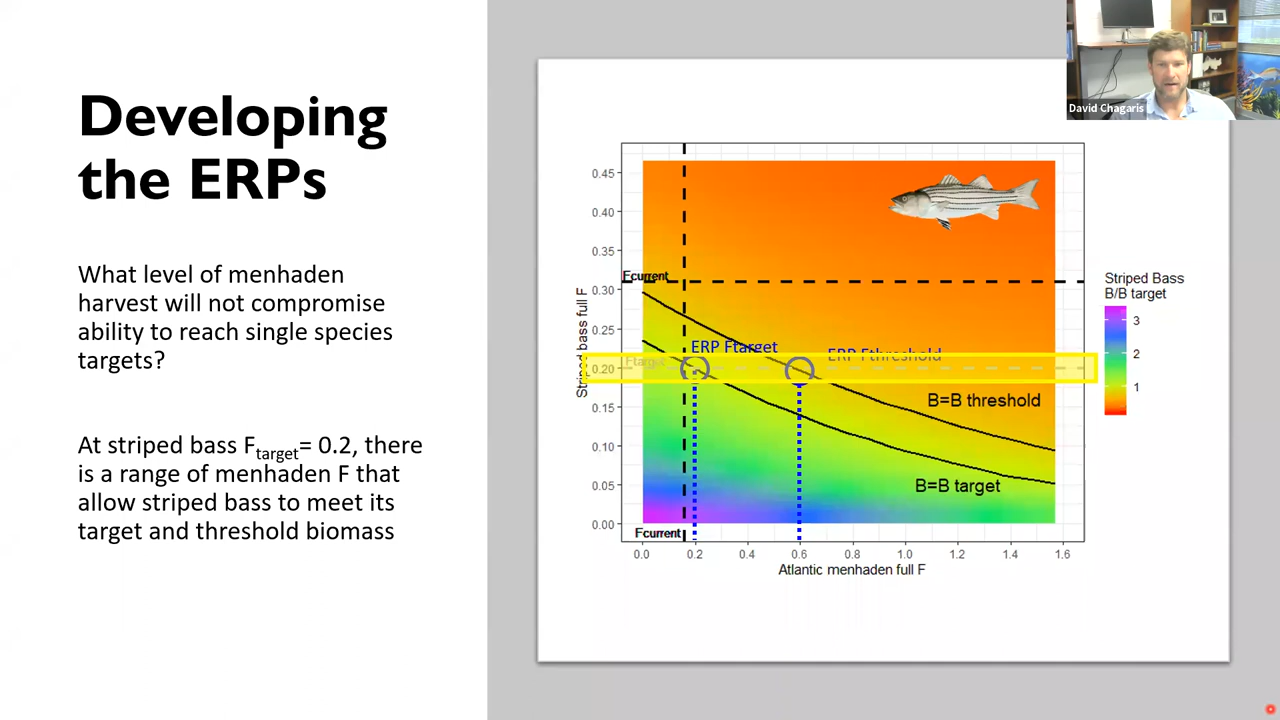 Developing
the ERPs
What level of menhaden
harvest will not compromise
ability to reach single species
targets?
At striped bass Ftarget= 0.2, there
is a range of menhaden F that
allow striped bass to meet its
target and threshold biomass
David Chagaris
Striped bass full F
0.45
0.40
0.35
0.30
0.25
0.20
0.15
0.10
0.05
0.00
Fcurrent
ERP Ftarget
ERP Fthreshold
Ftarget
B=B threshold
B=B target
Fcurrent
0.0 0.2 0.4 0.6 0.8 1.0 1.2 1.4 1.6
Atlantic menhaden full F
Striped Bass
B/B target
3
2
1